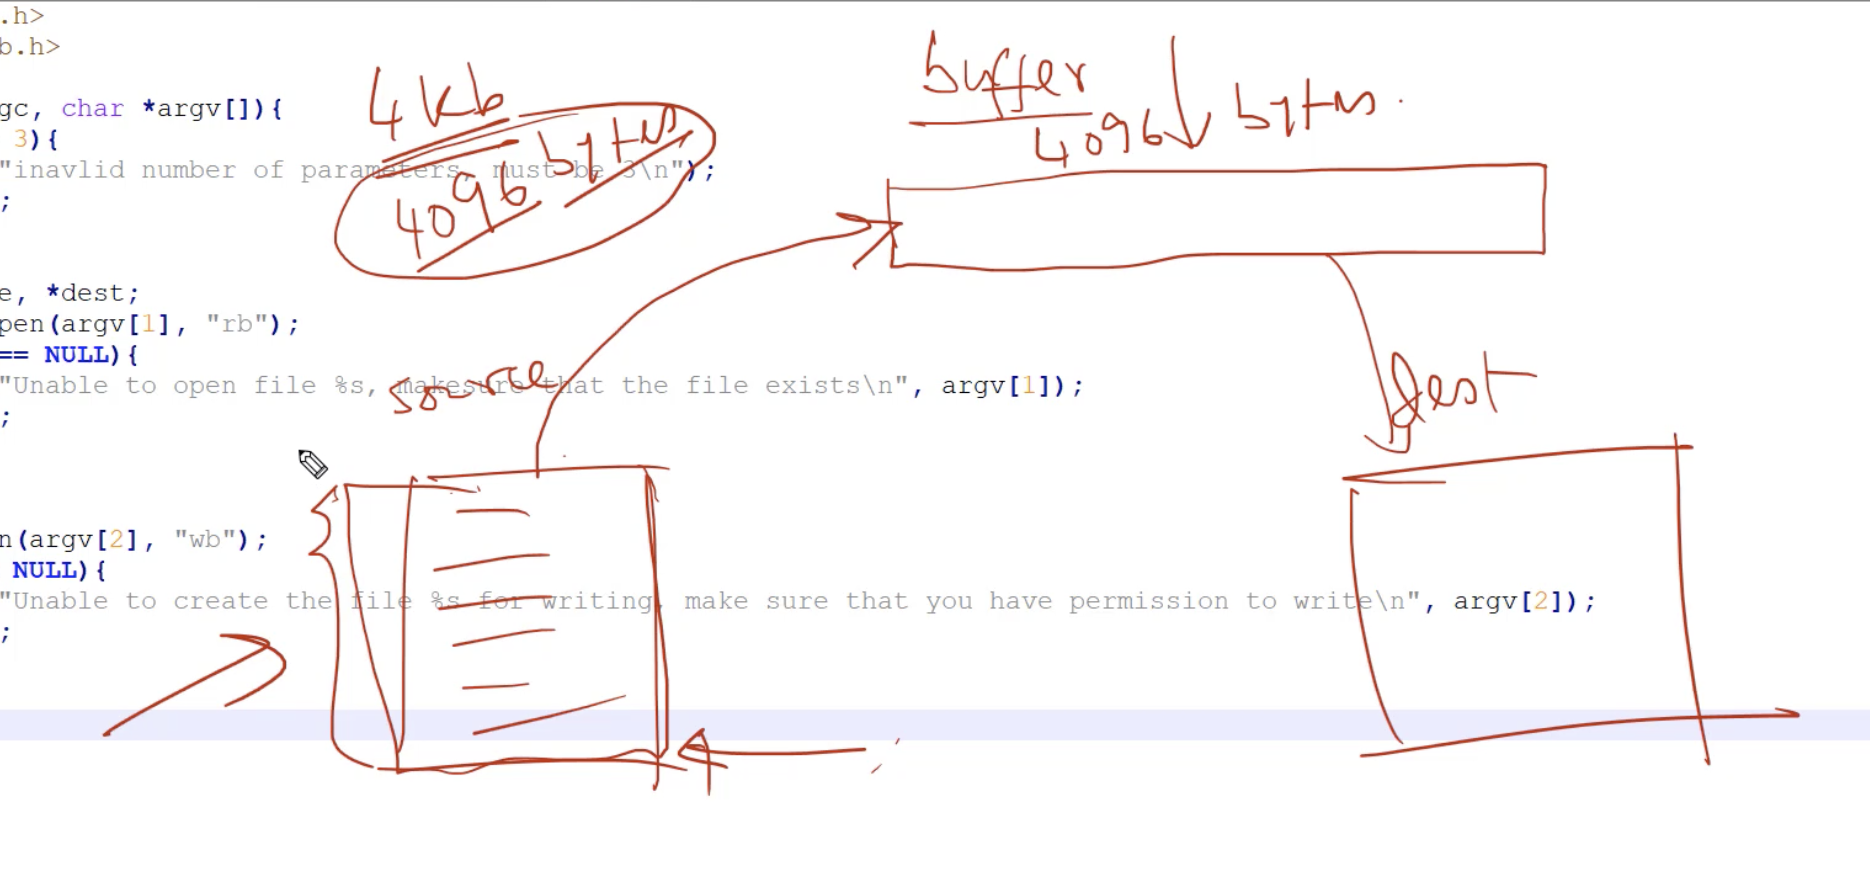 .h>
b.h>
gc, char *argv[]){
3){
"inavlid number of parameters, must be 3\n");
;
e, *dest;
pen(argv[1], "rb");
== NULL){
"Unable to open file %s, makesure that the file exists\n", argv[1]);
;
n(argv[2], "wb");
NULL){
"Unable to create the file %s for writing, make sure that you have permission to write\n", argv[2]);
;
4kb
4096 bytes
buffer
4096 bytes.
source
dest